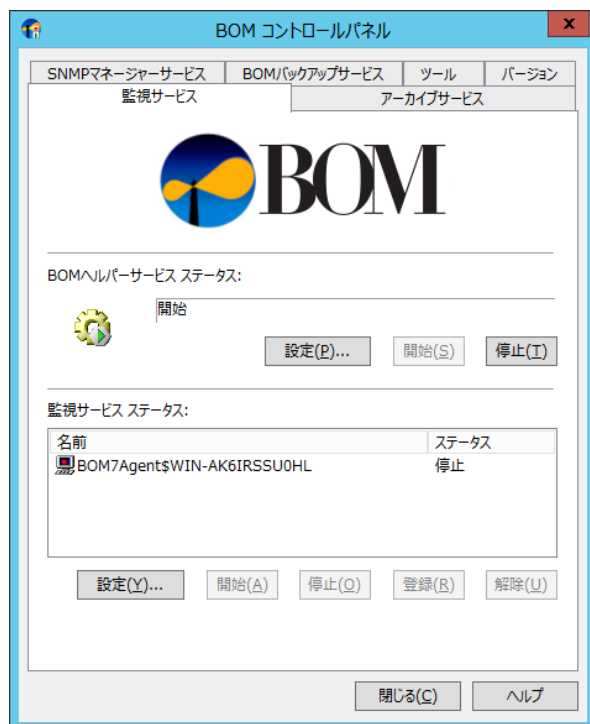 BOM コントロールパネル
x
SNMPマネージャーサービス BOMバックアップサービス ツール バージョン
監視サービス アーカイブサービス
BOM
BOMヘルパーサービス ステータス:
開始
設定(P)... 開始(S) 停止(T)
監視サービス ステータス:
名前 ステータス
BOM7Agent$WIN-AK6IRSSU0HL 停止
設定(Y)... 開始(A) 停止(O) 登録(R) 解除(U)
閉じる(C) ヘルプ